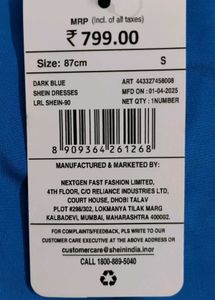 MRP (Incl. of all taxes)
₹ 799.00
Size: 87cm S
DARK BLUE ART 443327458008
SHEIN DRESSES MFD ON : 01-04-2025
LRL SHEIN-90 NET QTY : 1NUMBER
8 909364 261268
MANUFACTURED & MARKETED BY:
NEXTGEN FAST FASHION LIMITED,
4TH FLOOR, C/O RELIANCE INDUSTRIES LTD,
COURT HOUSE, DHOBI TALAV
PLOT #296/302, LOKMANYA TILAK MARG
KALBADEVI, MUMBAI, MAHARASHTRA 400002.
FOR COMPLAINTS/FEEDBACK, PLS WRITE TO OUR
CUSTOMER CARE EXECUTIVE AT THE ABOVE ADDRESS OR
customercare@sheinindia.in
CALL 1800-889-5040